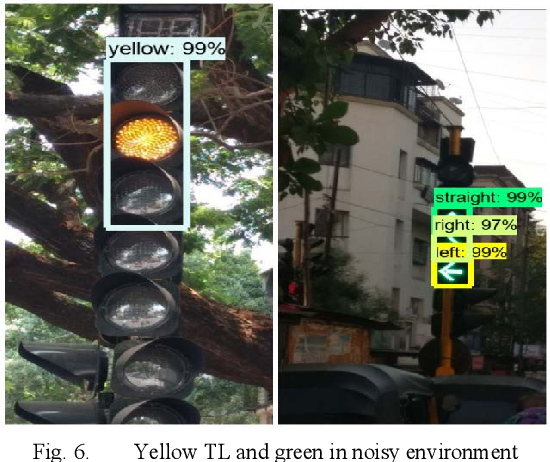 yellow: 99%
straight: 99%
right: 97%
left: 99%
Fig. 6. Yellow TL and green in noisy environment